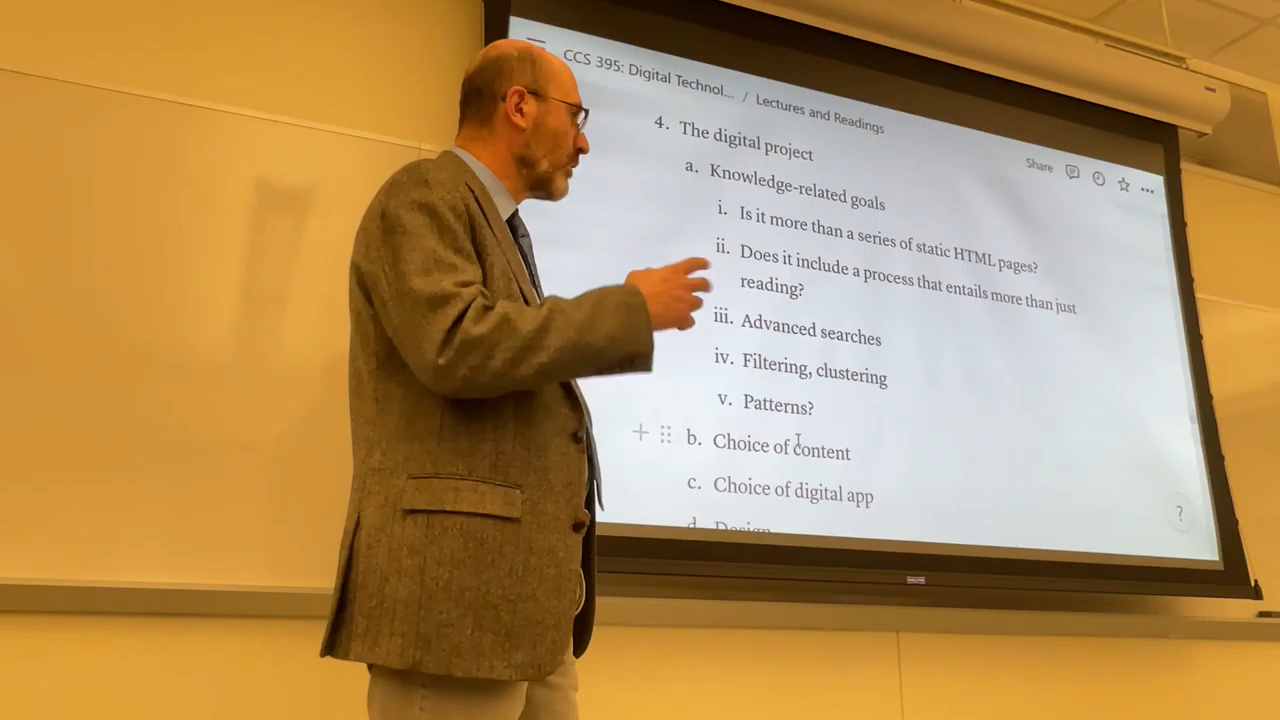 CCS 395: Digital Technol... / Lectures and Readings
Share
4. The digital project
a. Knowledge-related goals
i. Is it more than a series of static HTML pages?
ii. Does it include a process that entails more than just
reading?
iii. Advanced searches
iv. Filtering, clustering
v. Patterns?
b. Choice of content
c. Choice of digital app
d. Design
?